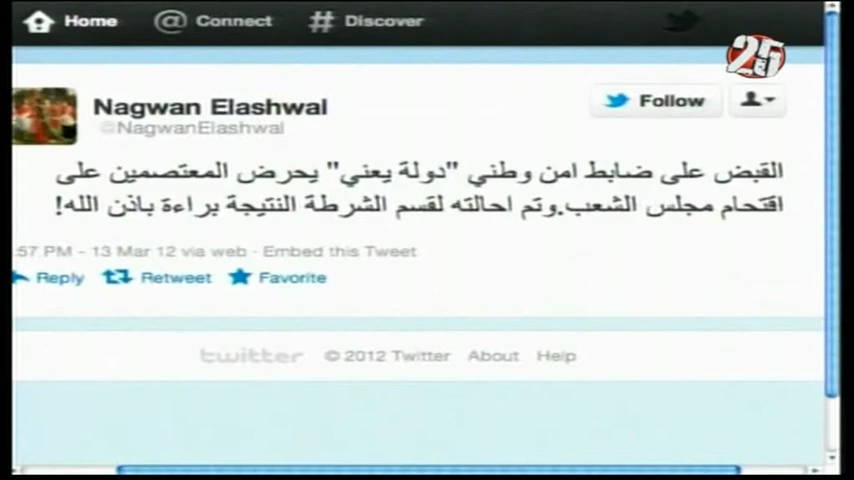 Home @ Connect # Discover
25
Nagwan Elashwal
Follow
@NagwanElashwal
القبض على ضابط امن وطني "دولة يعني" يحرض المعتصمين على
اقتحام مجلس الشعب.وتم احالته لقسم الشرطة النتيجة براءة باذن الله!
:57 PM - 13 Mar 12 via web · Embed this Tweet
Reply Retweet Favorite
twitter © 2012 Twitter About Help